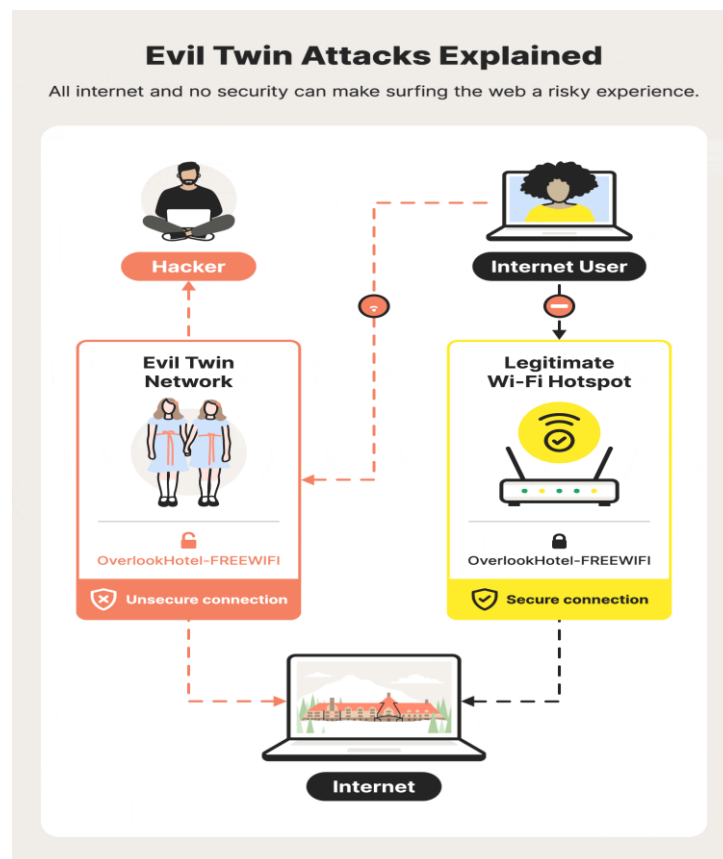 Evil Twin Attacks Explained
All internet and no security can make surfing the web a risky experience.
Hacker
Internet User
Evil Twin
Network
OverlookHotel-FREEWIFI
Unsecure connection
Legitimate
Wi-Fi Hotspot
OverlookHotel-FREEWIFI
Secure connection
Internet